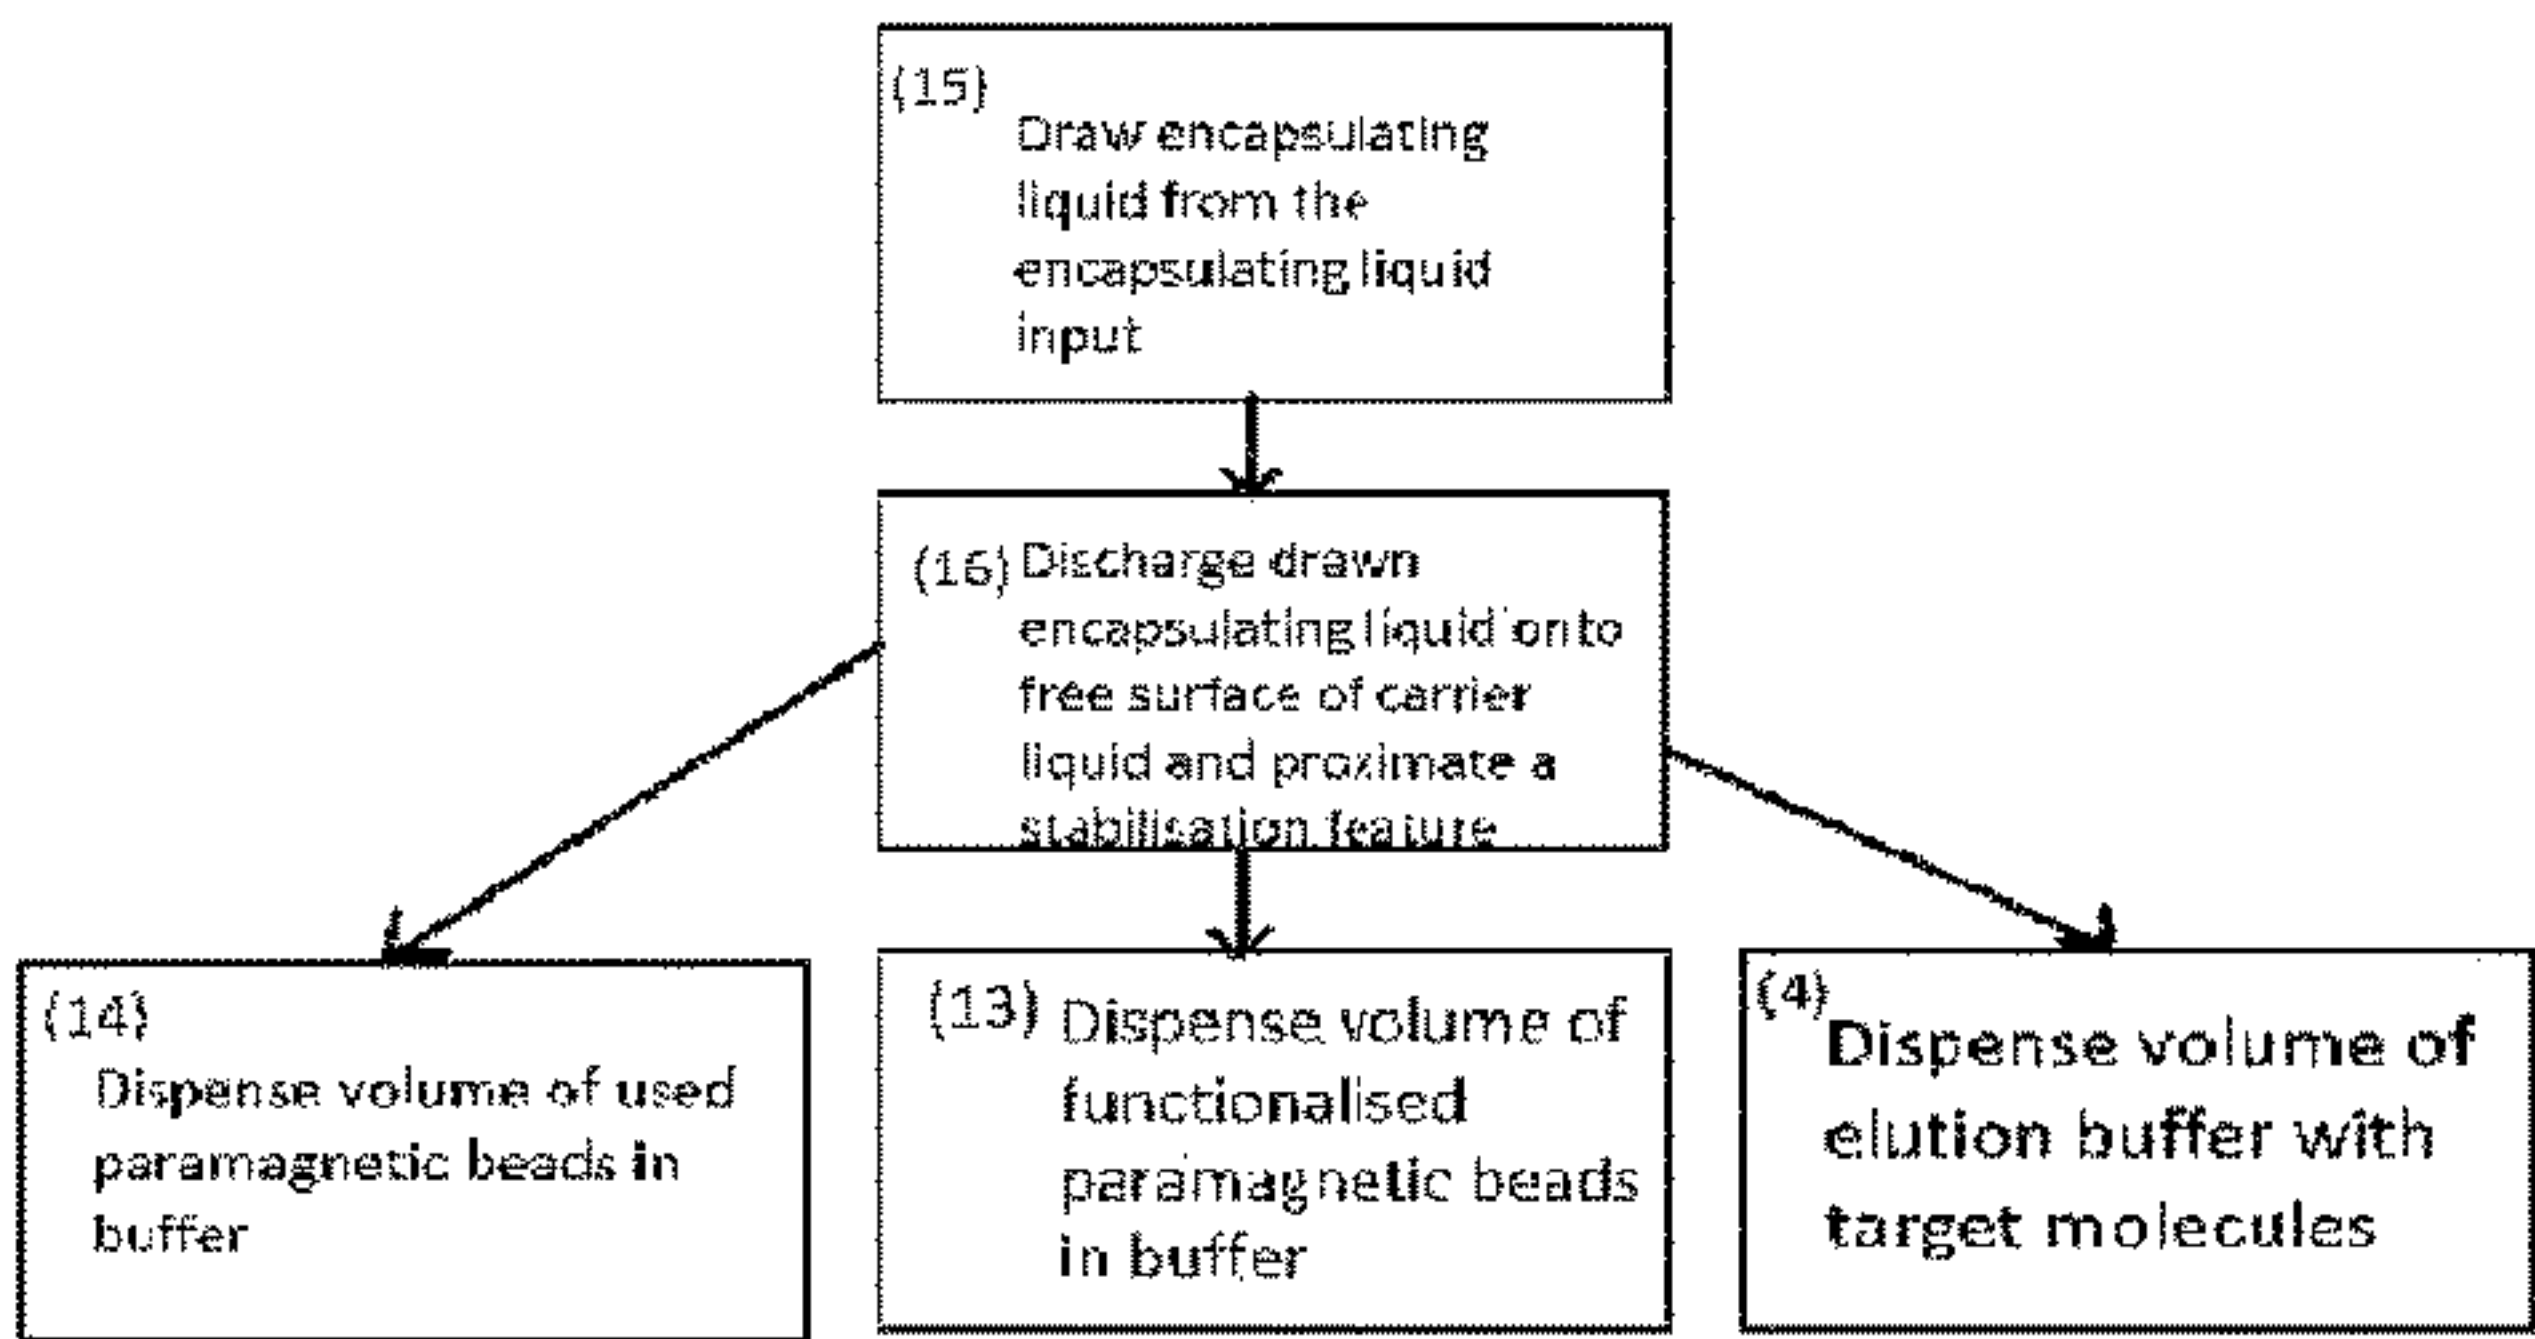 (15)
Draw encapsulating
liquid from the
encapsulating liquid
input
(16) Discharge drawn
encapsulating liquid onto
free surface of carrier
liquid and proximate a
stabilisation feature
(14)
Dispense volume of used
paramagnetic beads in
buffer
(13) Dispense volume of
functionalised
paramagnetic beads
in buffer
(4)
Dispense volume of
elution buffer with
target molecules